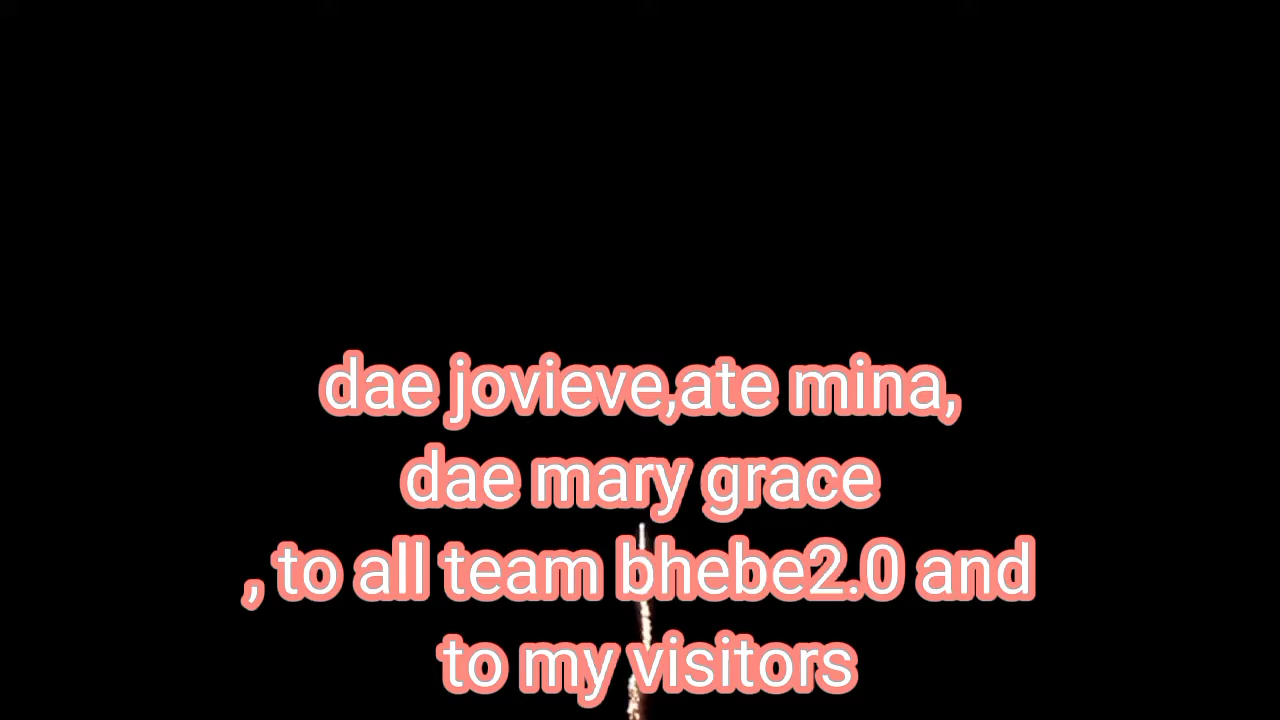 dae jovieve,ate mina,
dae mary grace
, to all team bhebe2.0 and
to my visitors